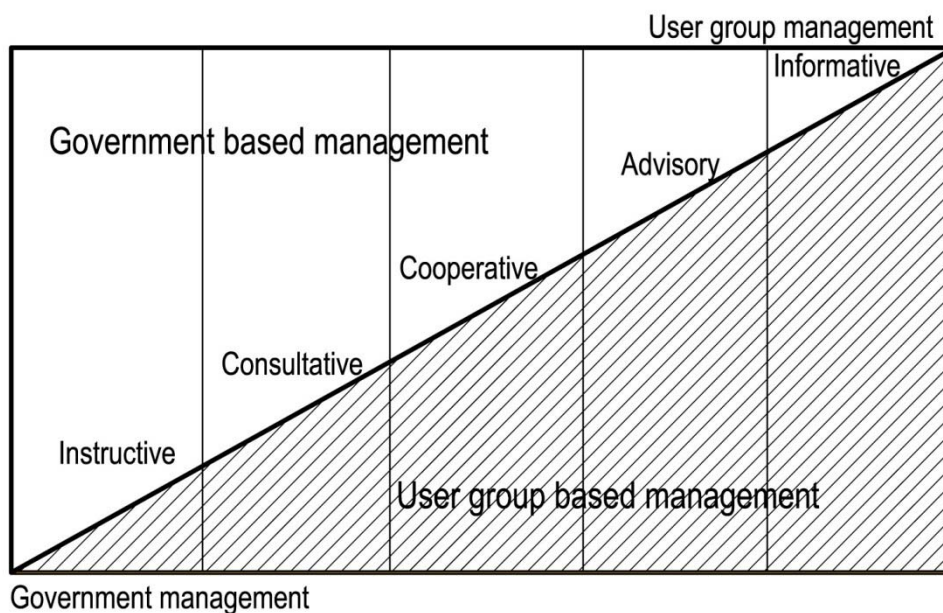 User group management
Informative
Government based management
Advisory
Cooperative
Consultative
Instructive
User group based management
Government management